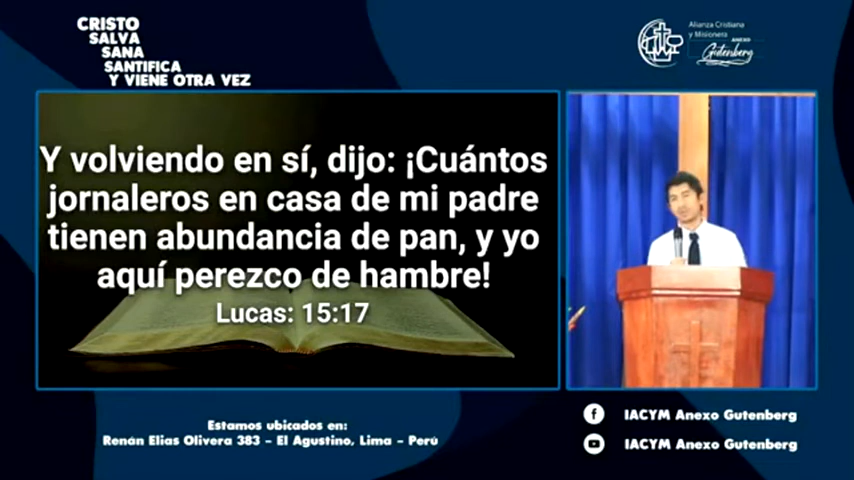 CRISTO
SALVA
SANA
SANTIFICA
Y VIENE OTRA VEZ
Alianza Cristiana
y Misionera
ANEXO
Gutenberg
Y volviendo en sí, dijo: ¡Cuántos
jornaleros en casa de mi padre
tienen abundancia de pan, y yo
aquí perezco de hambre!
Lucas: 15:17
Estamos ubicados en:
Renán Elias Olivera 383 - El Agustino, Lima - Perú
IACYM Anexo Gutenberg
IACYM Anexo Gutenberg